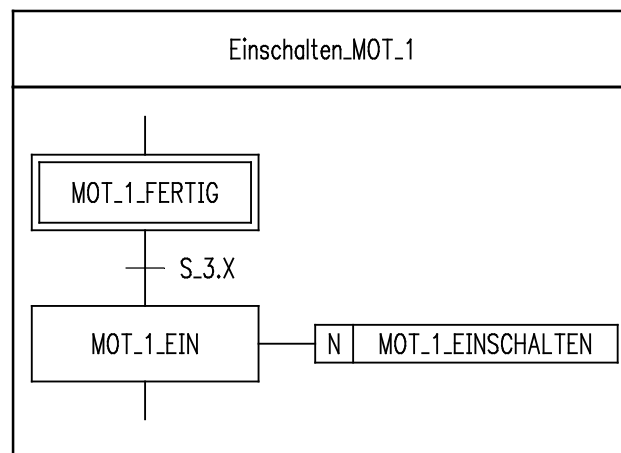 Einschalten_MOT_1
MOT_1_FERTIG
S_3.X
MOT_1_EIN
N MOT_1_EINSCHALTEN